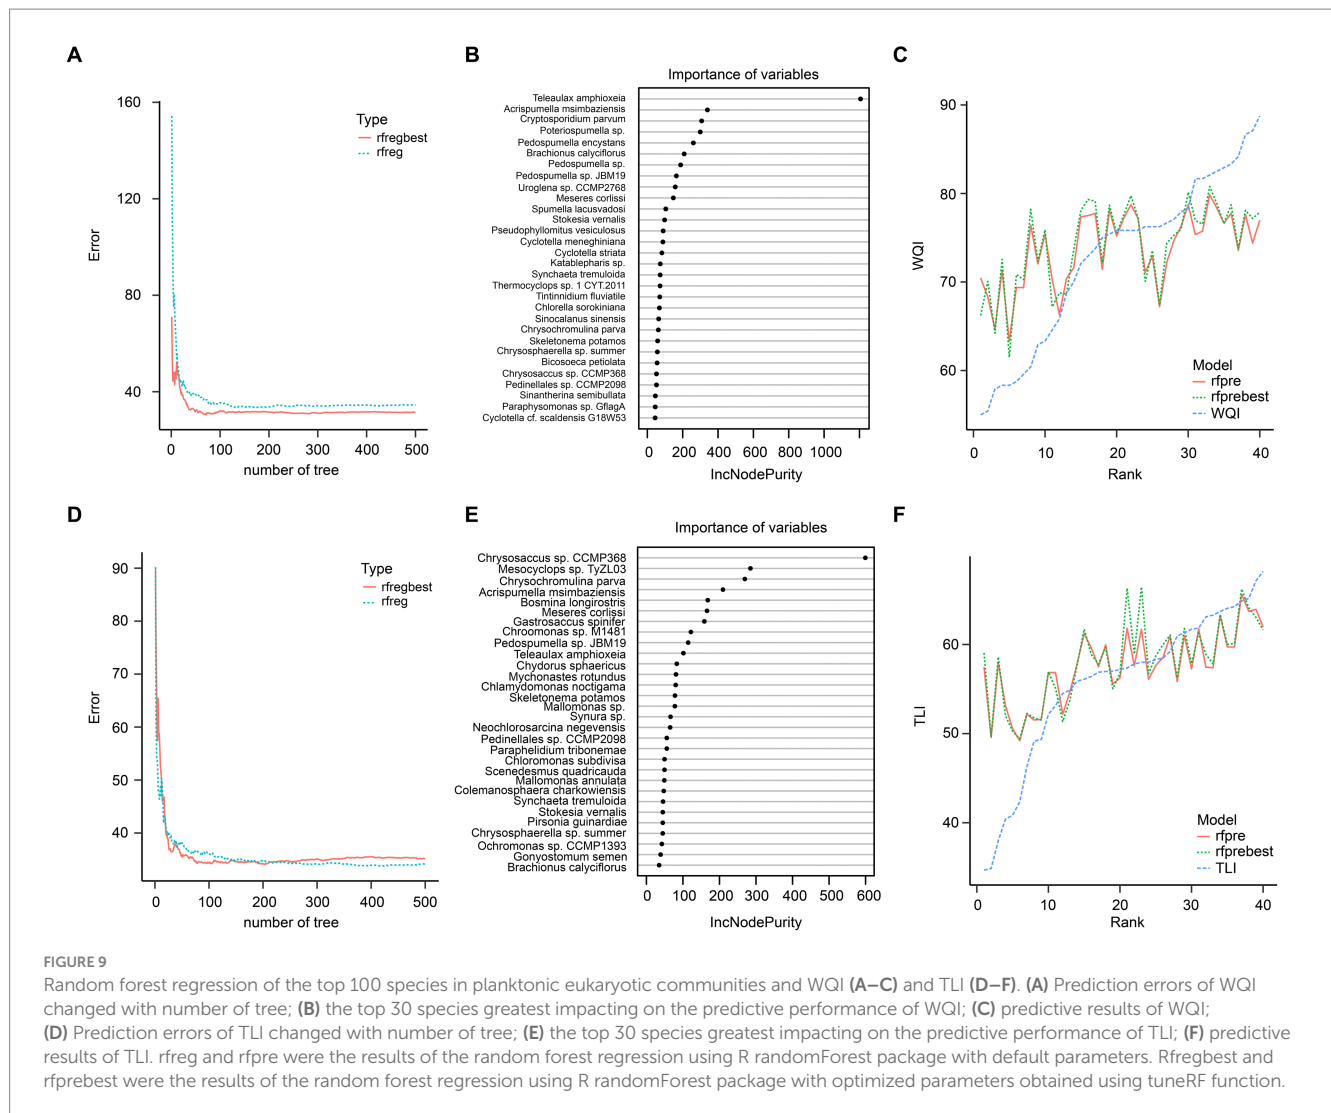 A
160
120
80
40
Error
0
100
200
300
400
500
number of tree
Type
rfregbest
rfreg
B
Importance of variables
Teleaulax amphioxeia
Acrispumella msimbaziensis
Cryptosporidium parvum
Poteriospumella sp.
Pedospumella encystans
Brachionus calyciflorus
Pedospumella sp.
Pedospumella sp. JBM19
Uroglena sp. CCMP2768
Meseres corlissi
Spumella lacusvadosi
Stokesia vernalis
Pseudophyllomitus vesiculosus
Cyclotella meneghiniana
Cyclotella striata
Katablepharis sp.
Synchaeta tremuloida
Thermocyclops sp. 1 CYT.2011
Tintinnidium fluviatile
Chlorella sorokiniana
Sinocalanus sinensis
Chrysochromulina parva
Skeletonema potamos
Chrysosphaerella sp. summer
Bicosoeca petiolata
Chrysosaccus sp. CCMP368
Pedinellales sp. CCMP2098
Sinantherina semibullata
Paraphysomonas sp. GflagA
Cyclotella cf. scaldensis G18W53
0 200 400 600 800 1000
IncNodePurity
C
90
80
70
60
WQI
0 10 20 30 40
Rank
Model
rfpre
rfprebest
WQI
D
90
80
70
60
50
40
Error
0 100 200 300 400 500
number of tree
Type
rfregbest
rfreg
E
Importance of variables
Chrysosaccus sp. CCMP368
Mesocyclops sp. TyZL03
Chrysochromulina parva
Acrispumella msimbaziensis
Bosmina longirostris
Meseres corlissi
Gastrosaccus spinifer
Chroomonas sp. M1481
Pedospumella sp. JBM19
Teleaulax amphioxeia
Chydorus sphaericus
Mychonastes rotundus
Chlamydomonas noctigama
Skeletonema potamos
Mallomonas sp.
Synura sp.
Neochlorosarcina negevensis
Pedinellales sp. CCMP2098
Paraphelidium tribonemae
Chloromonas subdivisa
Scenedesmus quadricauda
Mallomonas annulata
Colemanosphaera charkowiensis
Synchaeta tremuloida
Stokesia vernalis
Pirsonia guinardiae
Chrysosphaerella sp. summer
Ochromonas sp. CCMP1393
Gonyostomum semen
Brachionus calyciflorus
0 100 200 300 400 500 600
IncNodePurity
F
60
50
40
TLI
0 10 20 30 40
Rank
Model
rfpre
rfprebest
TLI
FIGURE 9
Random forest regression of the top 100 species in planktonic eukaryotic communities and WQI (A–C) and TLI (D–F). (A) Prediction errors of WQI
changed with number of tree; (B) the top 30 species greatest impacting on the predictive performance of WQI; (C) predictive results of WQI;
(D) Prediction errors of TLI changed with number of tree; (E) the top 30 species greatest impacting on the predictive performance of TLI; (F) predictive
results of TLI. rfreg and rfpre were the results of the random forest regression using R randomForest package with default parameters. Rfregbest and
rfprebest were the results of the random forest regression using R randomForest package with optimized parameters obtained using tuneRF function.